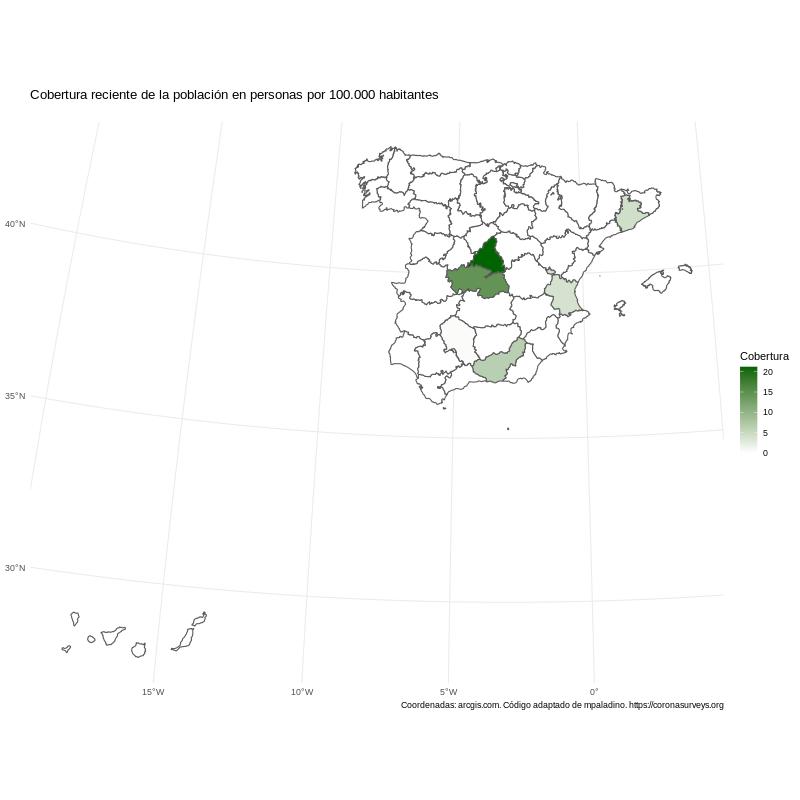 Cobertura reciente de la población en personas por 100.000 habitantes
40°N
35°N
30°N
15°W
10°W
5°W
0°
Cobertura
20
15
10
5
0
Coordenadas: arcgis.com. Código adaptado de mpaladino. https://coronasurveys.org